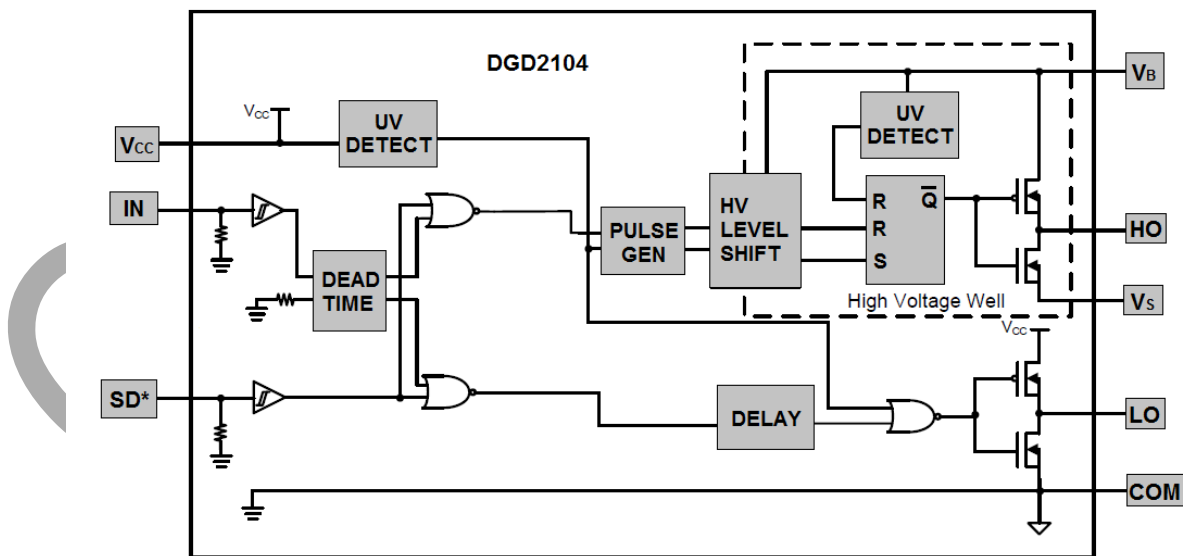 DGD2104
VB
VCC
UV
DETECT
UV
DETECT
VCC
IN
HV
LEVEL
SHIFT
R
Q
R
S
PULSE
GEN
HO
DEAD
TIME
High Voltage Well
VS
VCC
SD*
DELAY
LO
COM